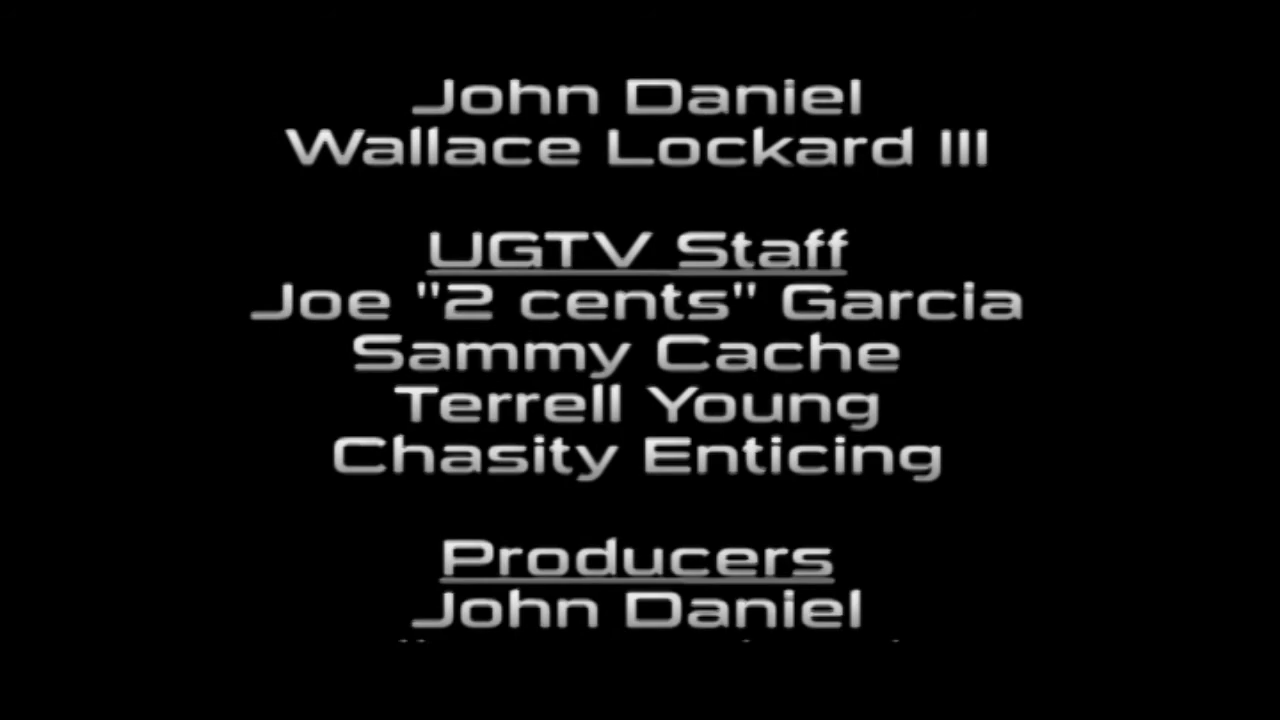 John Daniel
Wallace Lockard III
UGTV Staff
Joe "2 cents" Garcia
Sammy Cache
Terrell Young
Chasity Enticing
Producers
John Daniel